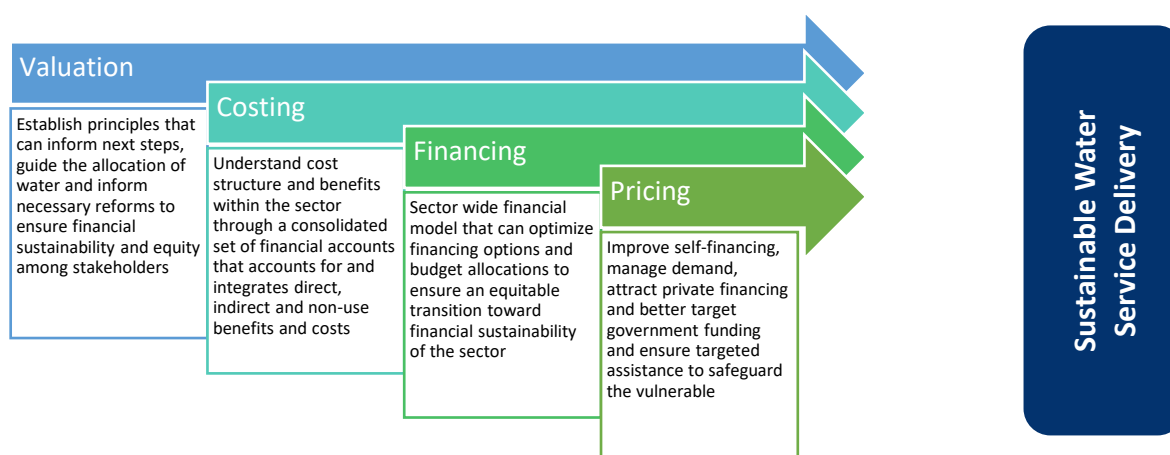 Valuation
Establish principles that
can inform next steps,
guide the allocation of
water and inform
necessary reforms to
ensure financial
sustainability and equity
among stakeholders
Costing
Understand cost
structure and benefits
within the sector
through a consolidated
set of financial accounts
that accounts for and
integrates direct,
indirect and non-use
benefits and costs
Financing
Sector wide financial
model that can optimize
financing options and
budget allocations to
ensure an equitable
transition toward
financial sustainability
of the sector
Pricing
Improve self-financing,
manage demand,
attract private financing
and better target
government funding
and ensure targeted
assistance to safeguard
the vulnerable
Sustainable Water
Service Delivery